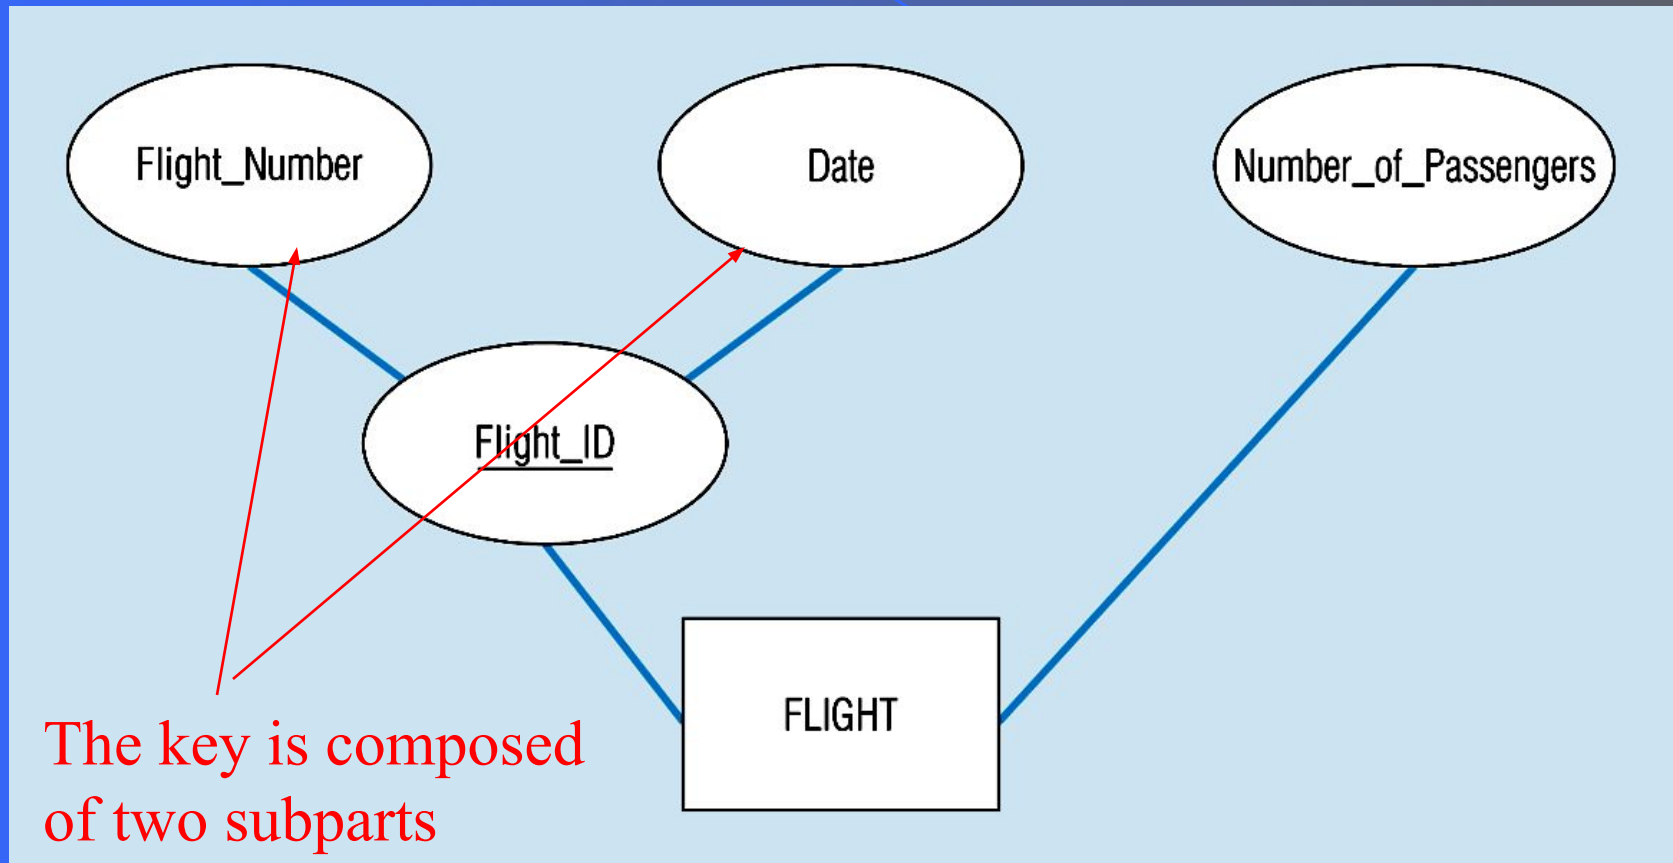 Flight_Number
Date
Number_of_Passengers
Flight_ID
FLIGHT
The key is composed
of two subparts